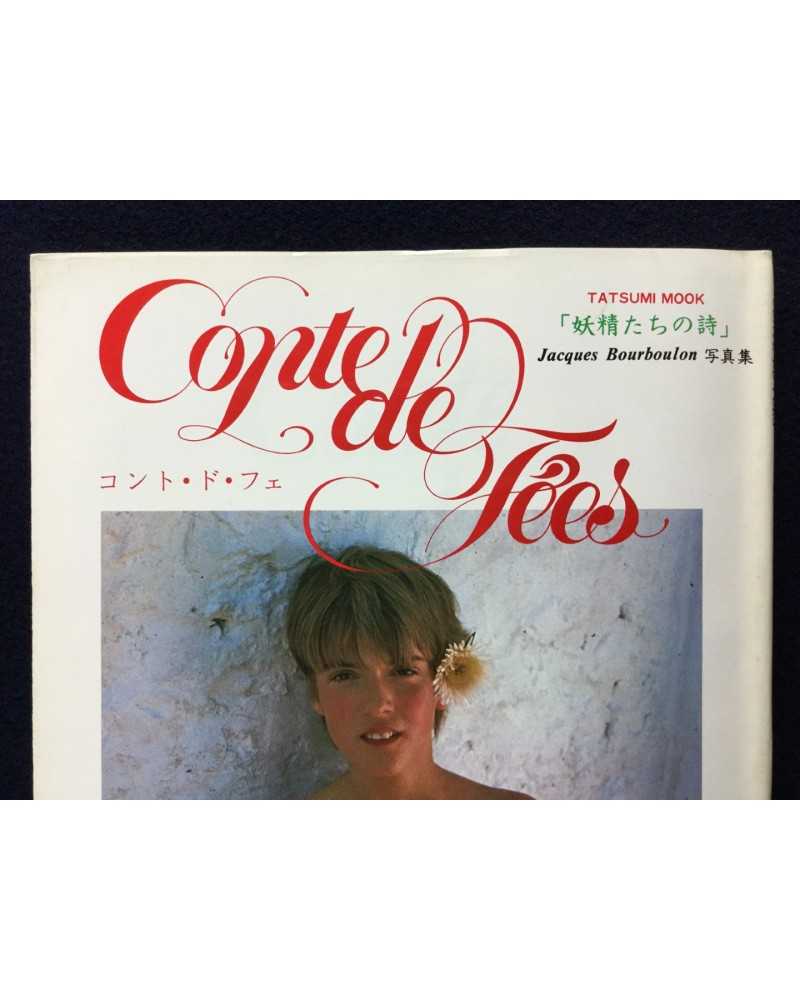 Conte de Fées
コント・ド・フェ
TATSUMI MOOK
「妖精たちの詩」
Jacques Bourboulon 写真集